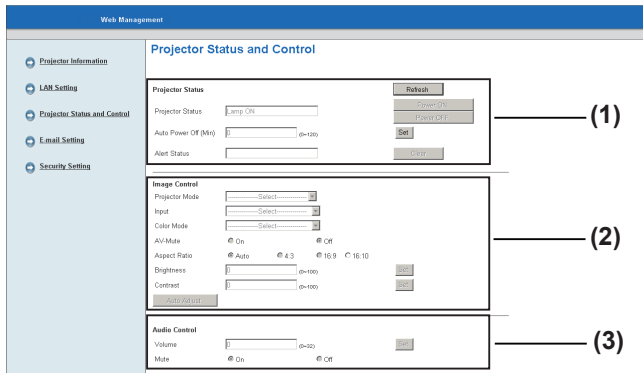 Web Management
Projector Status and Control
Projector Information
LAN Setting
Projector Status and Control
E-mail Setting
Security Setting
Projector Status
Refresh
Projector Status Lamp ON
Power ON
Power OFF
Auto Power Off (Min) 0 (0~120) Set
Alert Status Clear
(1)
Image Control
Projector Mode ------------Select------------
Input ------------Select------------
Color Mode ------------Select------------
AV-Mute On Off
Aspect Ratio Auto 4:3 16:9 16:10
Brightness 0 (0~100) Set
Contrast 0 (0~100) Set
Auto Adjust
(2)
Audio Control
Volume 0 (0~32) Set
Mute On Off
(3)